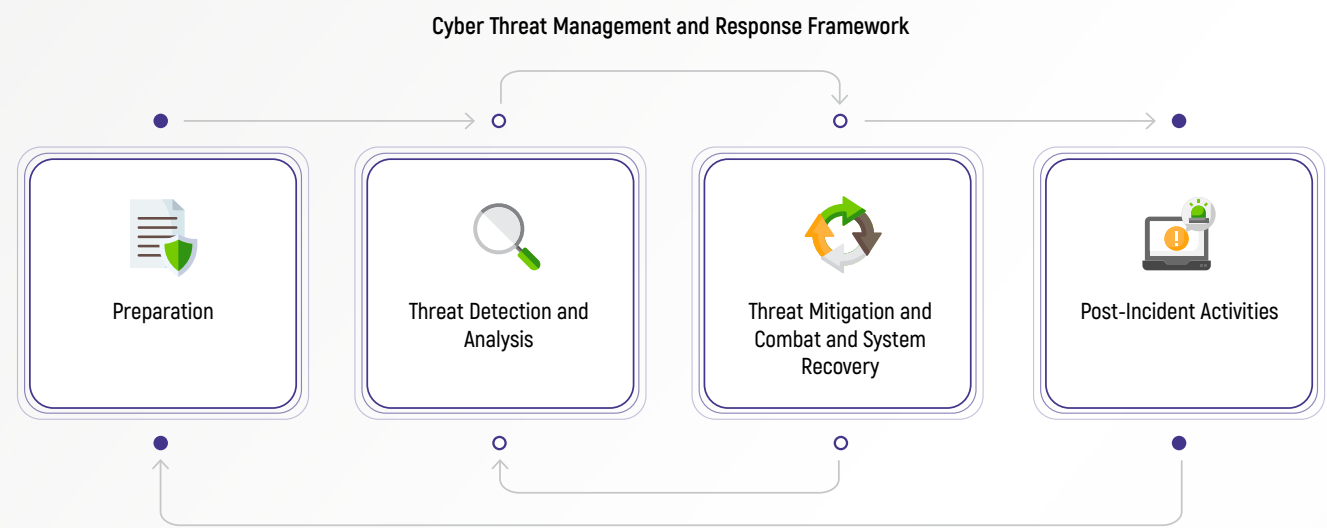 Cyber Threat Management and Response Framework
Preparation
Threat Detection and
Analysis
Threat Mitigation and
Combat and System
Recovery
Post-Incident Activities